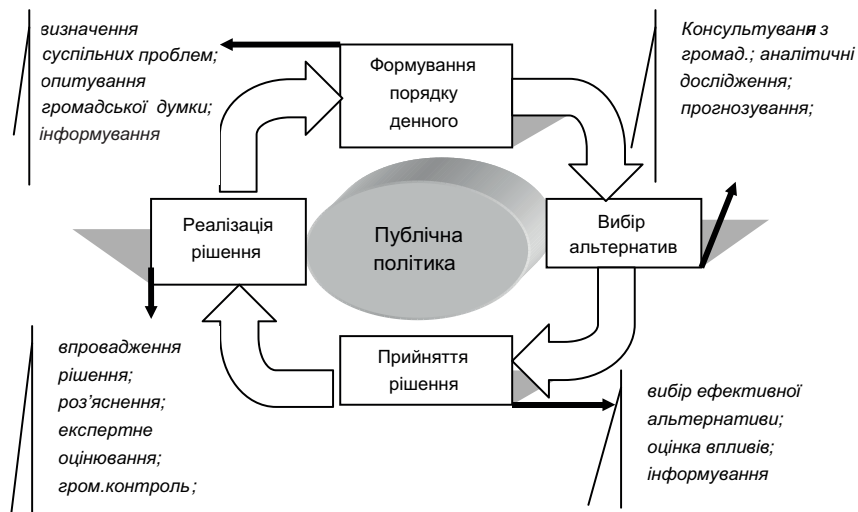 визначення
суспільних проблем;
опитування
громадської думки;
інформування
Формування
порядку
денного
Консультуваня з
громад.; аналітичні
дослідження;
прогнозування;
Реалізація
рішення
Публічна
політика
Вибір
альтернатив
впровадження
рішення;
роз’яснення;
експертне
оцінювання;
гром.контроль;
Прийняття
рішення
вибір ефективної
альтернативи;
оцінка впливів;
інформування